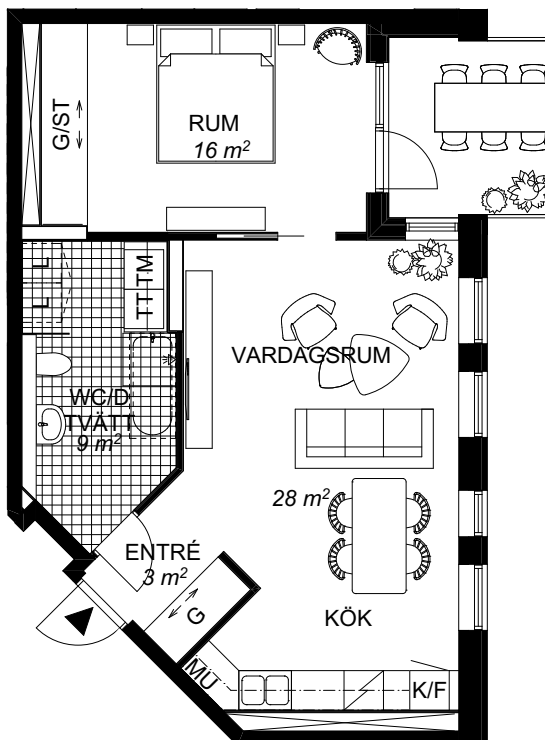 G/ST
RUM
16 m²
L
L
TT TM
VARDAGSRUM
WC/D
TVÄTT
9 m²
28 m²
ENTRÉ
3 m²
G
KÖK
MU
K/F